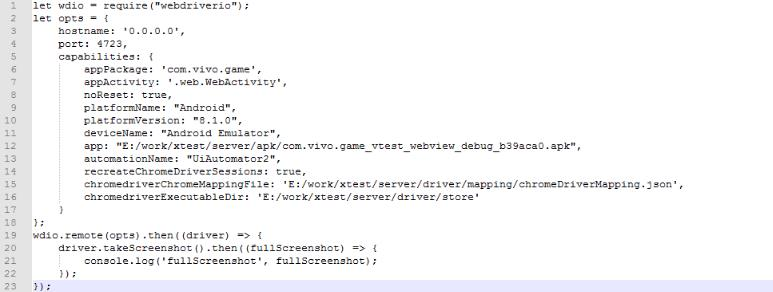 1 let wdio = require("webdriverio");
2 let opts = {
3 hostname: '0.0.0.0',
4 port: 4723,
5 capabilities: {
6 appPackage: 'com.vivo.game',
7 appActivity: '.web.WebActivity',
8 noReset: true,
9 platformName: "Android",
10 platformVersion: "8.1.0",
11 deviceName: "Android Emulator",
12 app: "E:/work/xtest/server/apk/com.vivo.game_vtest_webview_debug_b39aca0.apk",
13 automationName: "UiAutomator2",
14 recreateChromeDriverSessions: true,
15 chromedriverChromeMappingFile: 'E:/work/xtest/server/driver/mapping/chromeDriverMapping.json',
16 chromedriverExecutableDir: 'E:/work/xtest/server/driver/store'
17 }
18 };
19 wdio.remote(opts).then((driver) => {
20 driver.takeScreenshot().then((fullScreenshot) => {
21 console.log('fullScreenshot', fullScreenshot);
22 });
23 });